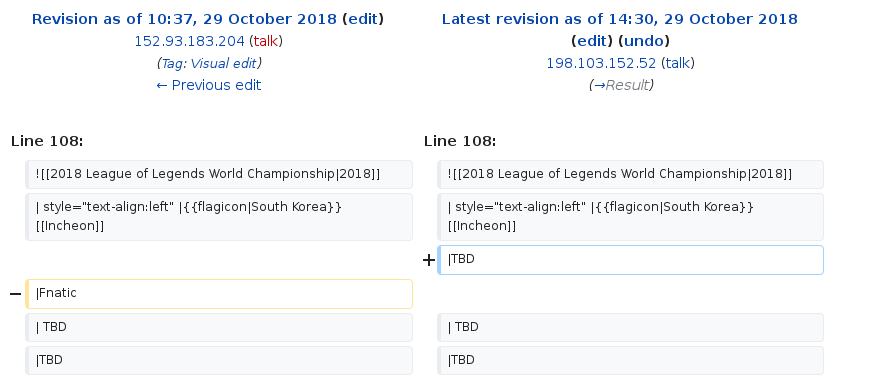 Revision as of 10:37, 29 October 2018 (edit)
152.93.183.204 (talk)
(Tag: Visual edit)
← Previous edit
Latest revision as of 14:30, 29 October 2018
(edit) (undo)
198.103.152.52 (talk)
(→Result)
Line 108:
Line 108:
![[2018 League of Legends World Championship|2018]]
![[2018 League of Legends World Championship|2018]]
| style="text-align:left" |{{flagicon|South Korea}}
[[Incheon]]
| style="text-align:left" |{{flagicon|South Korea}}
[[Incheon]]
+ |TBD
− |Fnatic
| TBD
| TBD
|TBD
|TBD